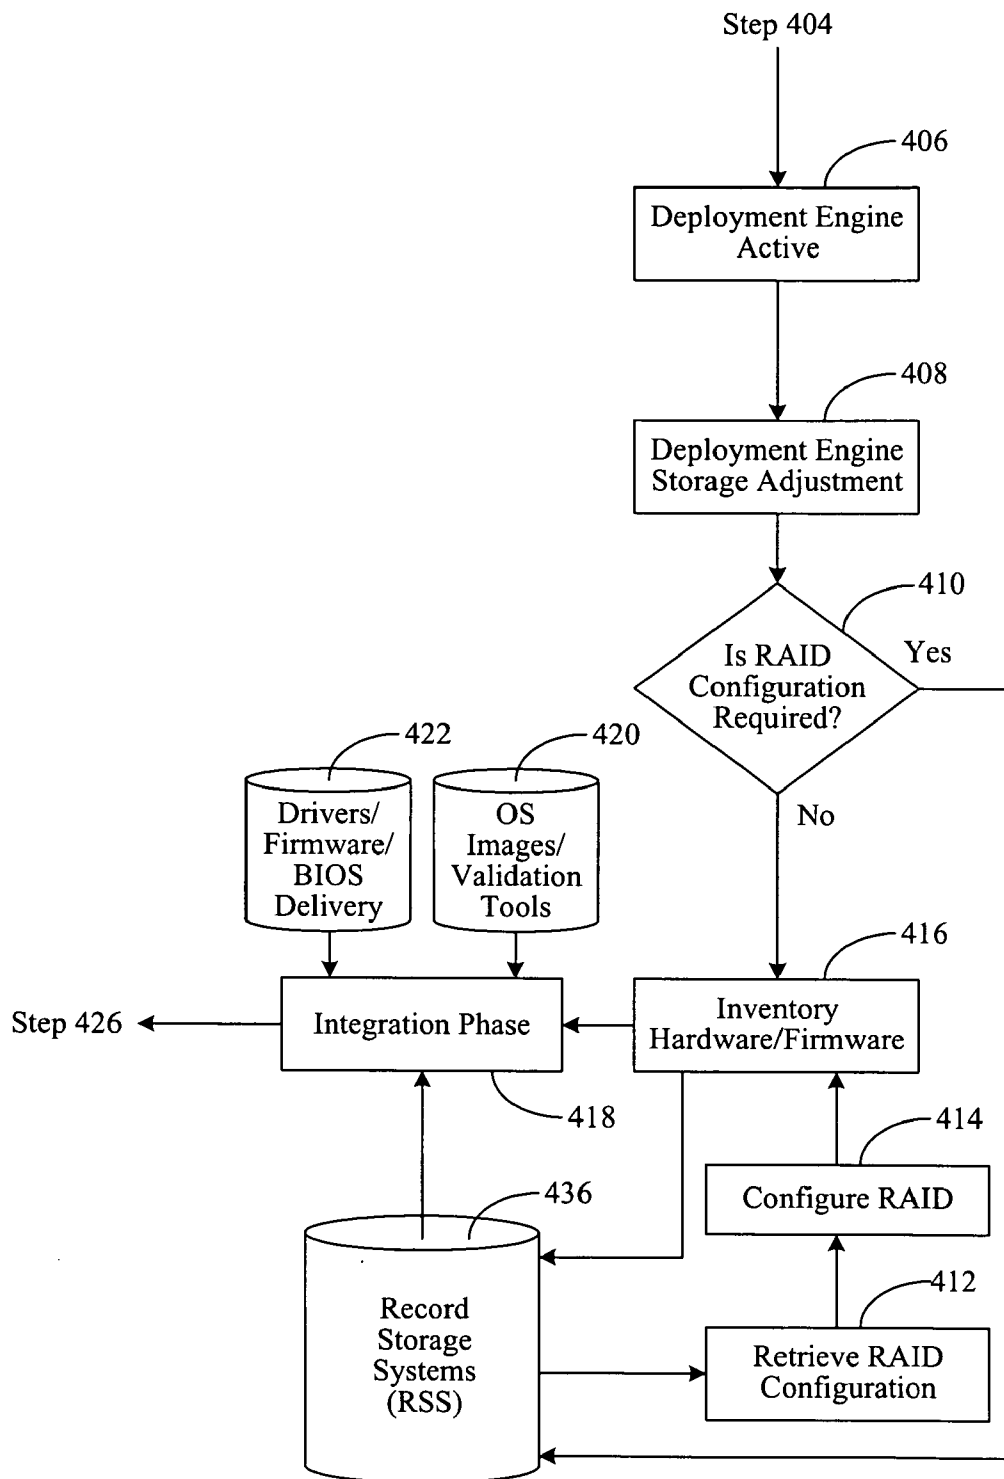 Step 404
406
Deployment Engine
Active
408
Deployment Engine
Storage Adjustment
410
Is RAID
Configuration
Required?
Yes
No
422
Drivers/
Firmware/
BIOS
Delivery
420
OS
Images/
Validation
Tools
416
Inventory
Hardware/Firmware
Integration Phase
Step 426
418
414
Configure RAID
436
Record
Storage
Systems
(RSS)
412
Retrieve RAID
Configuration